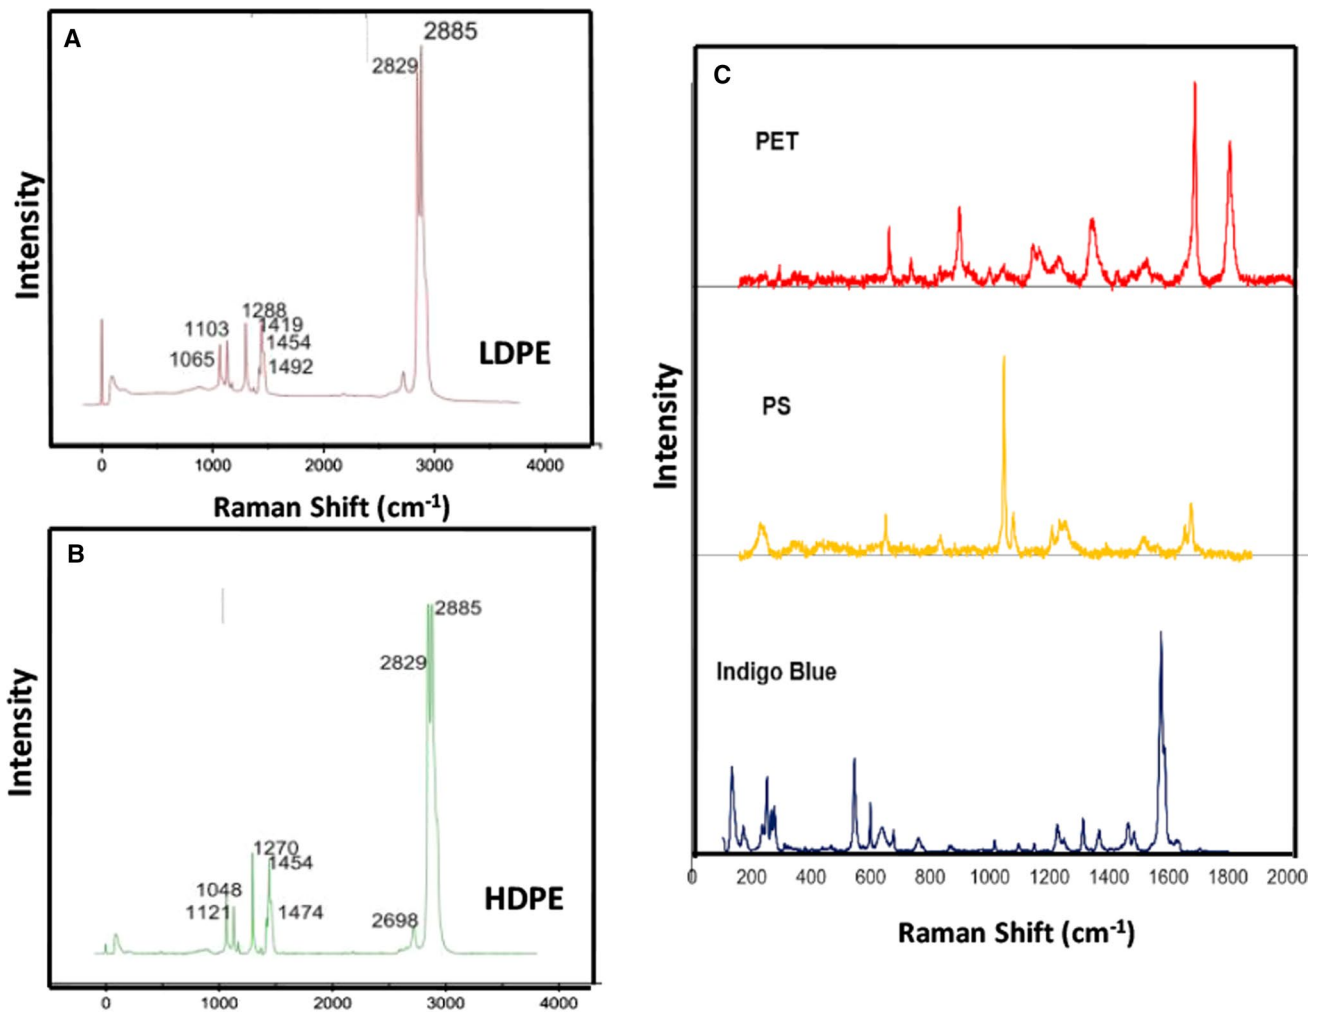 A
2885
2829
1288
1103
1419
1454
1065
1492
LDPE
Intensity
0 1000 2000 3000 4000
Raman Shift (cm-1)
B
2885
2829
1270
1454
1048
1121
1474
2698
HDPE
Intensity
0 1000 2000 3000 4000
C
PET
PS
Indigo Blue
Intensity
0 200 400 600 800 1000 1200 1400 1600 1800 2000
Raman Shift (cm-1)